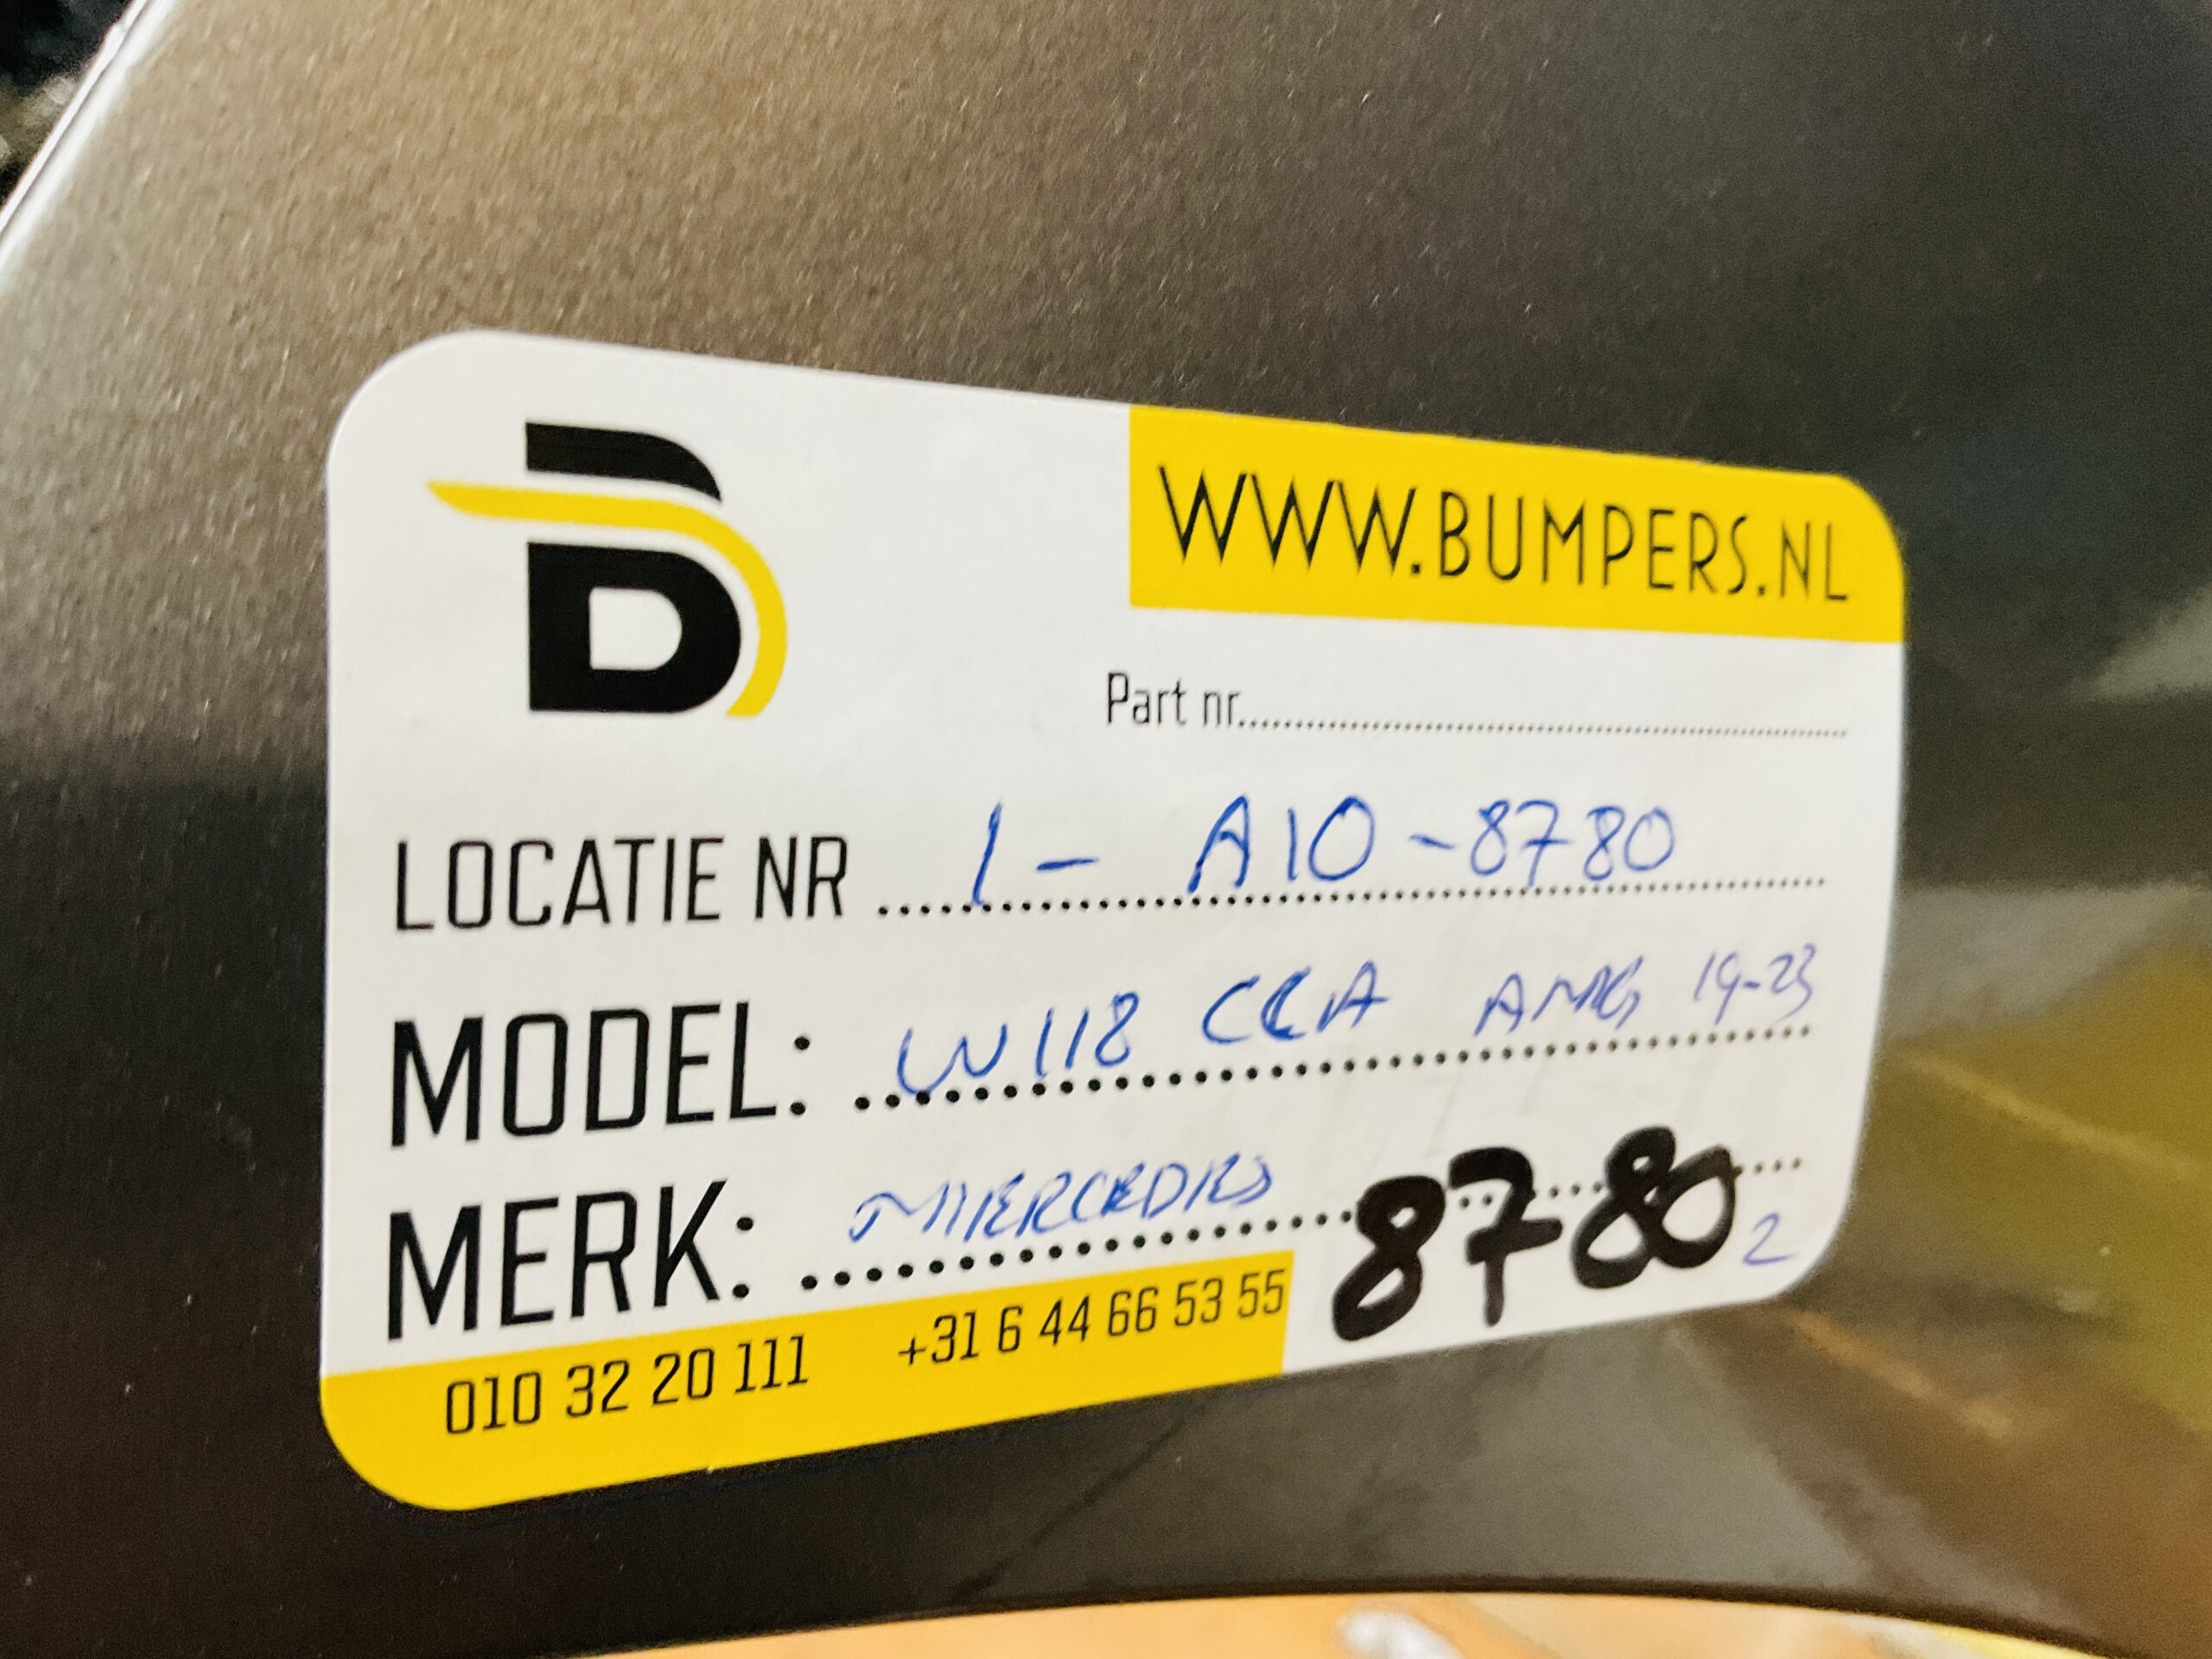 B
WWW.BUMPERS.NL
Part nr.
LOCATIE NR 1 - A10 - 8780
MODEL: W118 CLA AMG 19-23
MERK: MERCEDES 8780 2
010 32 20 111 +31 6 44 66 53 55